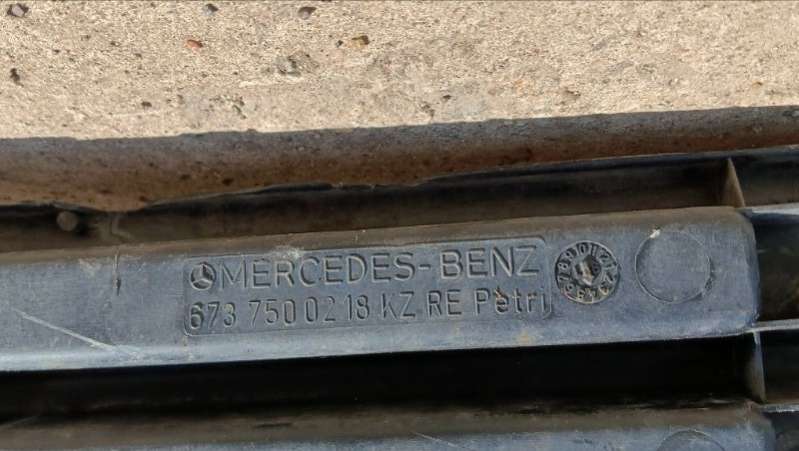 MERCEDES-BENZ
673 750 02 18 KZ RE Petri